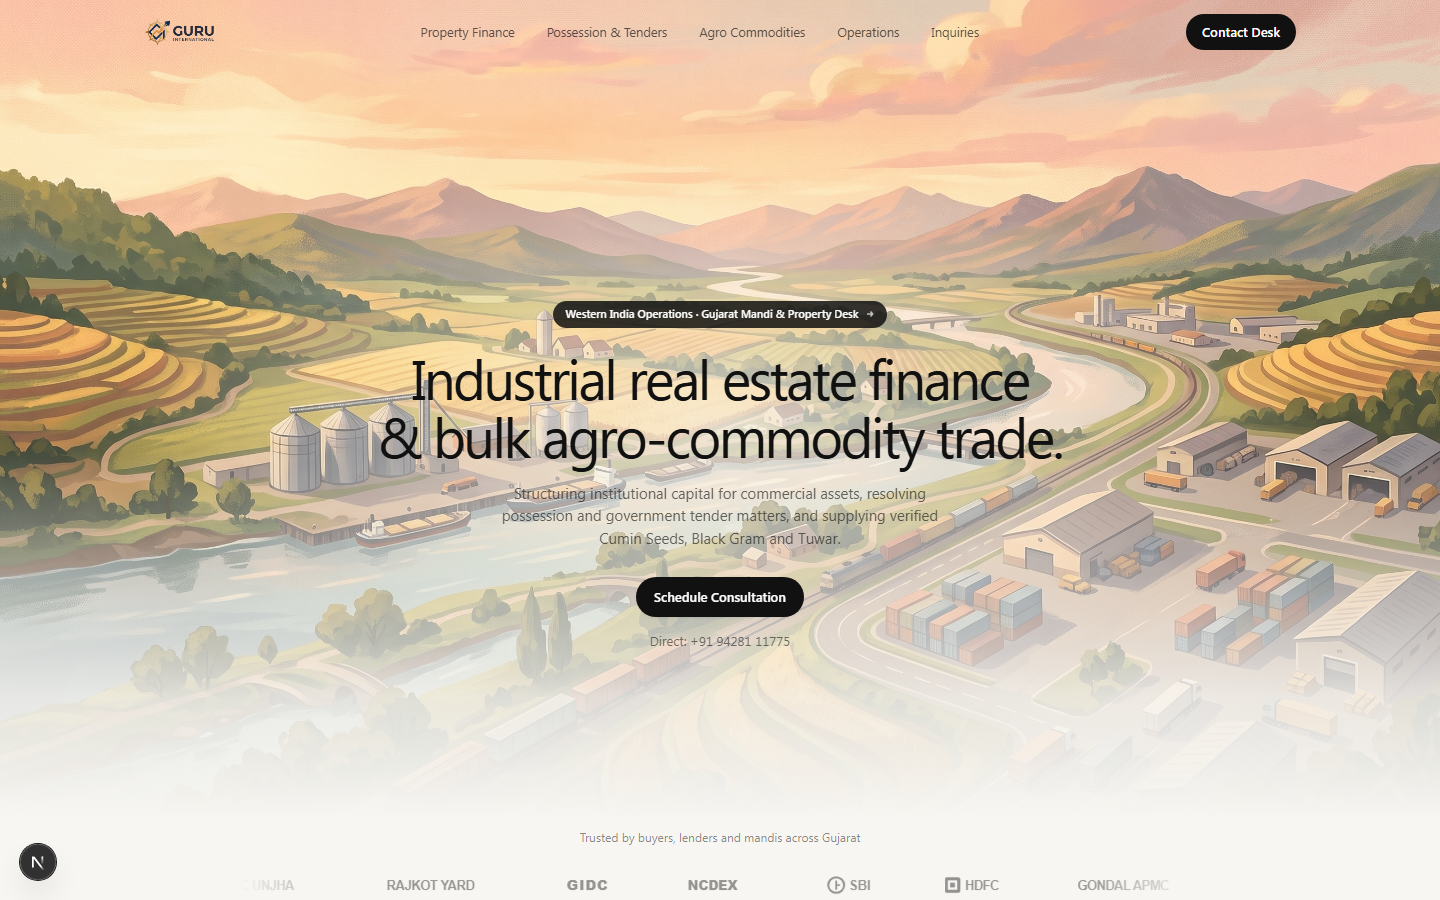 GURU
INTERNATIONAL
Property Finance
Possession & Tenders
Agro Commodities
Operations
Inquiries
Contact Desk
Western India Operations · Gujarat Mandi & Property Desk →
Industrial real estate finance
& bulk agro-commodity trade.
Structuring institutional capital for commercial assets, resolving
possession and government tender matters, and supplying verified
Cumin Seeds, Black Gram and Tuwar.
Schedule Consultation
Direct: +91 94281 11775
Trusted by buyers, lenders and mandis across Gujarat
C UNJHA
RAJKOT YARD
GIDC
NCDEX
SBI
HDFC
GONDAL APMC
N